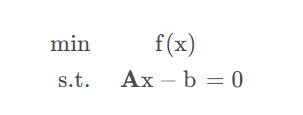 min f(x)
s.t. Ax – b = 0